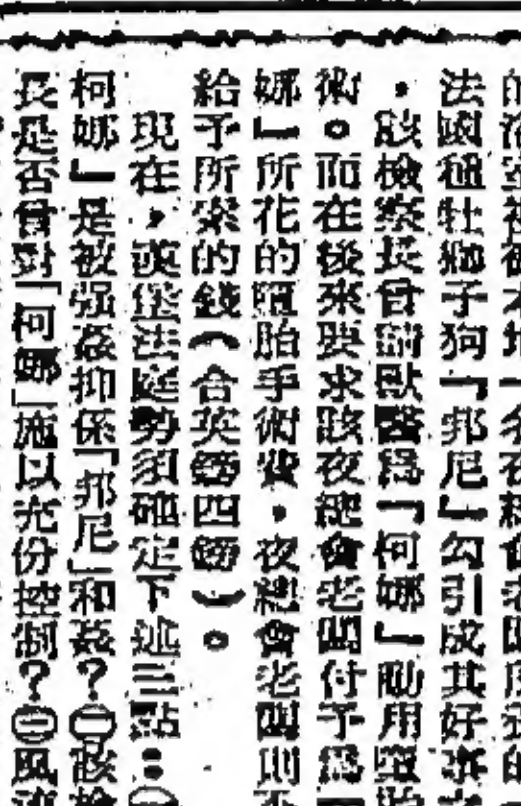 法國種牡獅子狗「邦尼」勾引成其好事
，該檢察長曾請獸醫爲「柯娜」動用墮胎
術。而在後來要求該夜總會老闆付予爲「
娜」所花的墮胎手術費，夜總會老闆則
給予所索的錢（合英鎊四鎊）。
現在，漢堡法庭勢須確定下述三點：
柯娜」是被强姦抑係「邦尼」和姦？㊁該檢
長是否曾對「柯娜」施以充份控制？㊂風流